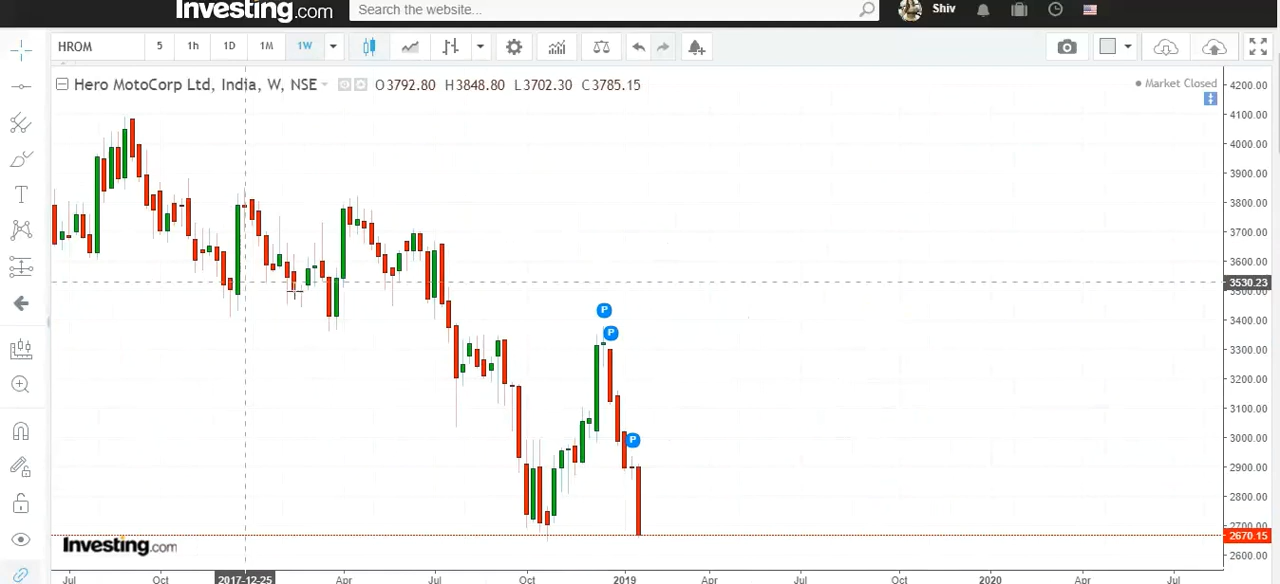 Investing.com Search the website... Shiv
HROM 5 1h 1D 1M 1W
Hero MotoCorp Ltd, India, W, NSE O3792.80 H3848.80 L3702.30 C3785.15 Market Closed
T
4200.00
4100.00
4000.00
3900.00
3800.00
3700.00
3600.00
3530.23
3400.00
P
P
3300.00
3200.00
3100.00
3000.00
P
2900.00
2800.00
2700.00
2670.15
2600.00
Investing.com
Jul Oct 2017-12-25 Apr Jul Oct 2019 Apr Jul Oct 2020 Apr Jul